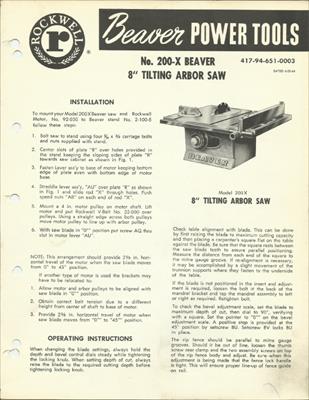 ROCKWELL
R
Beaver POWER TOOLS
No. 200-X BEAVER
8" TILTING ARBOR SAW
417-94-651-0003
INSTALLATION
To mount your Model 200X Beaver saw and Rockwell
Motor, No. 92-030 to Beaver stand No. 2-100-S
follow these steps:
1. Bolt saw to stand using four
carriage bolts
and nuts supplied with stand.
2. Center slots of plate "R" over holes provided in
the stand keeping the sloping sides of plate "R"
towards saw cabinet as shown in Fig. 1.
3. Fasten Lever ass'y to base of motor keeping bottom
edge of plate even with bottom edge of motor
base.
4. Straddle lever ass'y, "AU" over plate "R" as shown
in Fig. 1 and slide rod "X" through holes. Push
speed nuts "AB" on each end of rod "X".
5. Mount a 4 in. motor pulley on motor shaft. Lift
motor and put Rockwell V-Belt No. 22-000 over
pulleys. Using a straight edge across both pulleys
move motor pulley to line up with arbor pulley.
6. With saw blade in "0" position put screw AQ thru
slot in motor lever "AU".
NOTE: This arrangement should provide
in. hori-
zontal travel of the motor when the saw blade moves
from 0° to 45° position.
If another type of motor is used the brackets may
have to be relocated to:
1. Allow motor and arbor pulleys to be aligned with
saw blade in "0" position.
2. Obtain correct belt tension due to a different
height from center of shaft to base of motor.
3. Provide
in. horizontal travel of motor when
saw blade moves from "0°" to "45°" position.
OPERATING INSTRUCTIONS
When changing the blade settings, always hold the
depth and bevel control dials steady while tightening
the locking knobs. When setting depth of cut, always
raise the blade to the required cutting depth before
tightening locking knob.
BEAVER
Model 200X
8" TILTING ARBOR SAW
Check table alignment with blade. This can be done
by first raising the blade to maximum cutting capacity
and then placing a carpenter's square flat on the table
against the blade. Be sure that the square rests between
the saw blade teeth to assure parallel positioning.
Measure the distance from each end of the square to
the mitre gauge groove. If realignment is necessary,
it may be accomplished by a slight movement of the
trunnion supports where they fasten to the underside
of the table.
If the blade is not positioned in the insert and adjust-
ment is required, loosen the bolt if the back of the
mandrel bracket and tap the mandrel assembly to left
or right as required. Retighten bolt.
To check the bevel adjustment scale, set the blade to
maximum depth of cut, then dial to 90°, verifying
with a square. Set the pointer to "0" on the bevel
adjustment scale. A positive stop is provided at the
45° position by setscrew BU. Setscrew BV locks BU
in place.
The rip fence should be parallel to mitre gauge
grooves. Should it be out of line, loosen the thumb
screw rear clamp and the two assembly screws on top
of the rip fence body and adjust. Be sure when this
adjustment is being made that the fence lock handle
is tight. This will ensure proper line-up of fence guide
on rail.